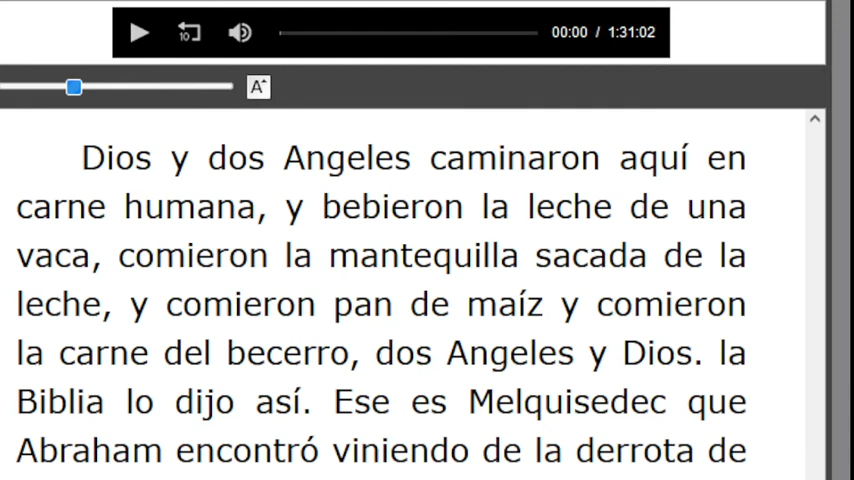 10
00:00 / 1:31:02
A
Dios y dos Angeles caminaron aquí en
carne humana, y bebieron la leche de una
vaca, comieron la mantequilla sacada de la
leche, y comieron pan de maíz y comieron
la carne del becerro, dos Angeles y Dios. la
Biblia lo dijo así. Ese es Melquisedec que
Abraham encontró viniendo de la derrota de